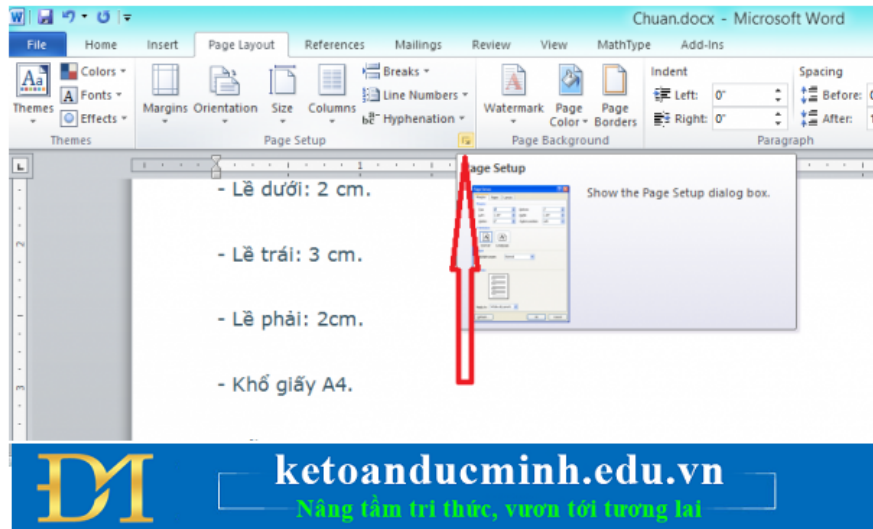 Chuan.docx - Microsoft Word
File Home Insert Page Layout References Mailings Review View MathType Add-Ins
Themes
Colors
Fonts
Effects
Themes
Margins
Orientation
Size
Columns
Breaks
Line Numbers
Hyphenation
Page Setup
Watermark
Page Color
Page Borders
Page Background
Indent
Left: 0"
Right: 0"
Spacing
Before:
After:
Paragraph
Page Setup
Show the Page Setup dialog box.
- Lề dưới: 2 cm.
- Lề trái: 3 cm.
- Lề phải: 2cm.
- Khổ giấy A4.
ĐM
ketoanducminh.edu.vn
Nâng tầm tri thức, vươn tới tương lai